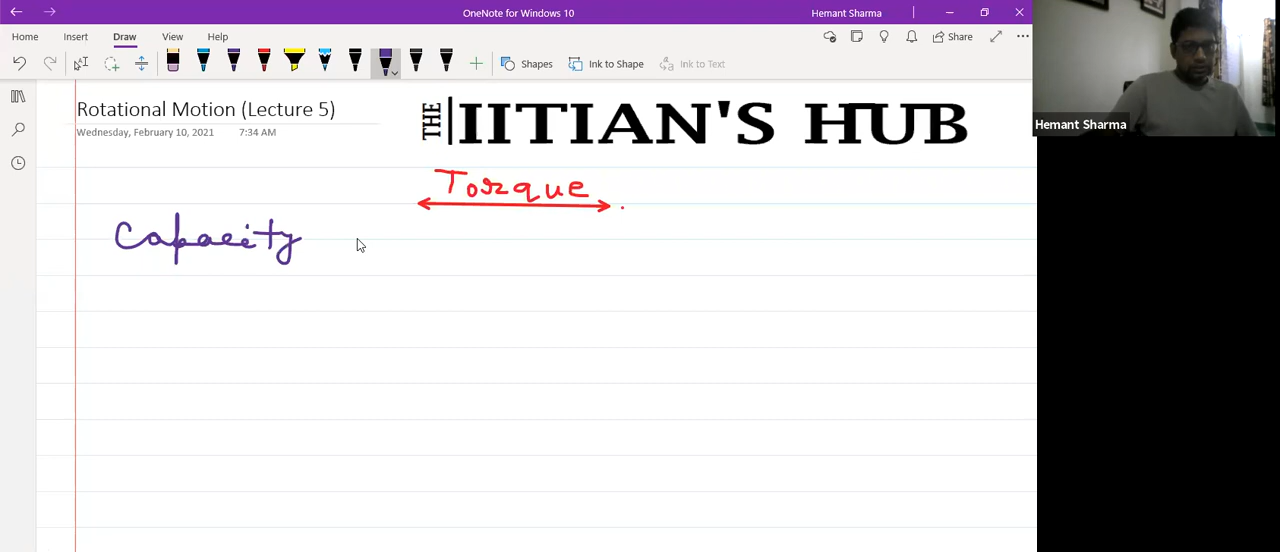 OneNote for Windows 10
Hemant Sharma
Home Insert Draw View Help
Share
Shapes Ink to Shape Ink to Text
Rotational Motion (Lecture 5)
Wednesday, February 10, 2021 7:34 AM
THE IITIAN'S HUB
Hemant Sharma
Torque
Capacity